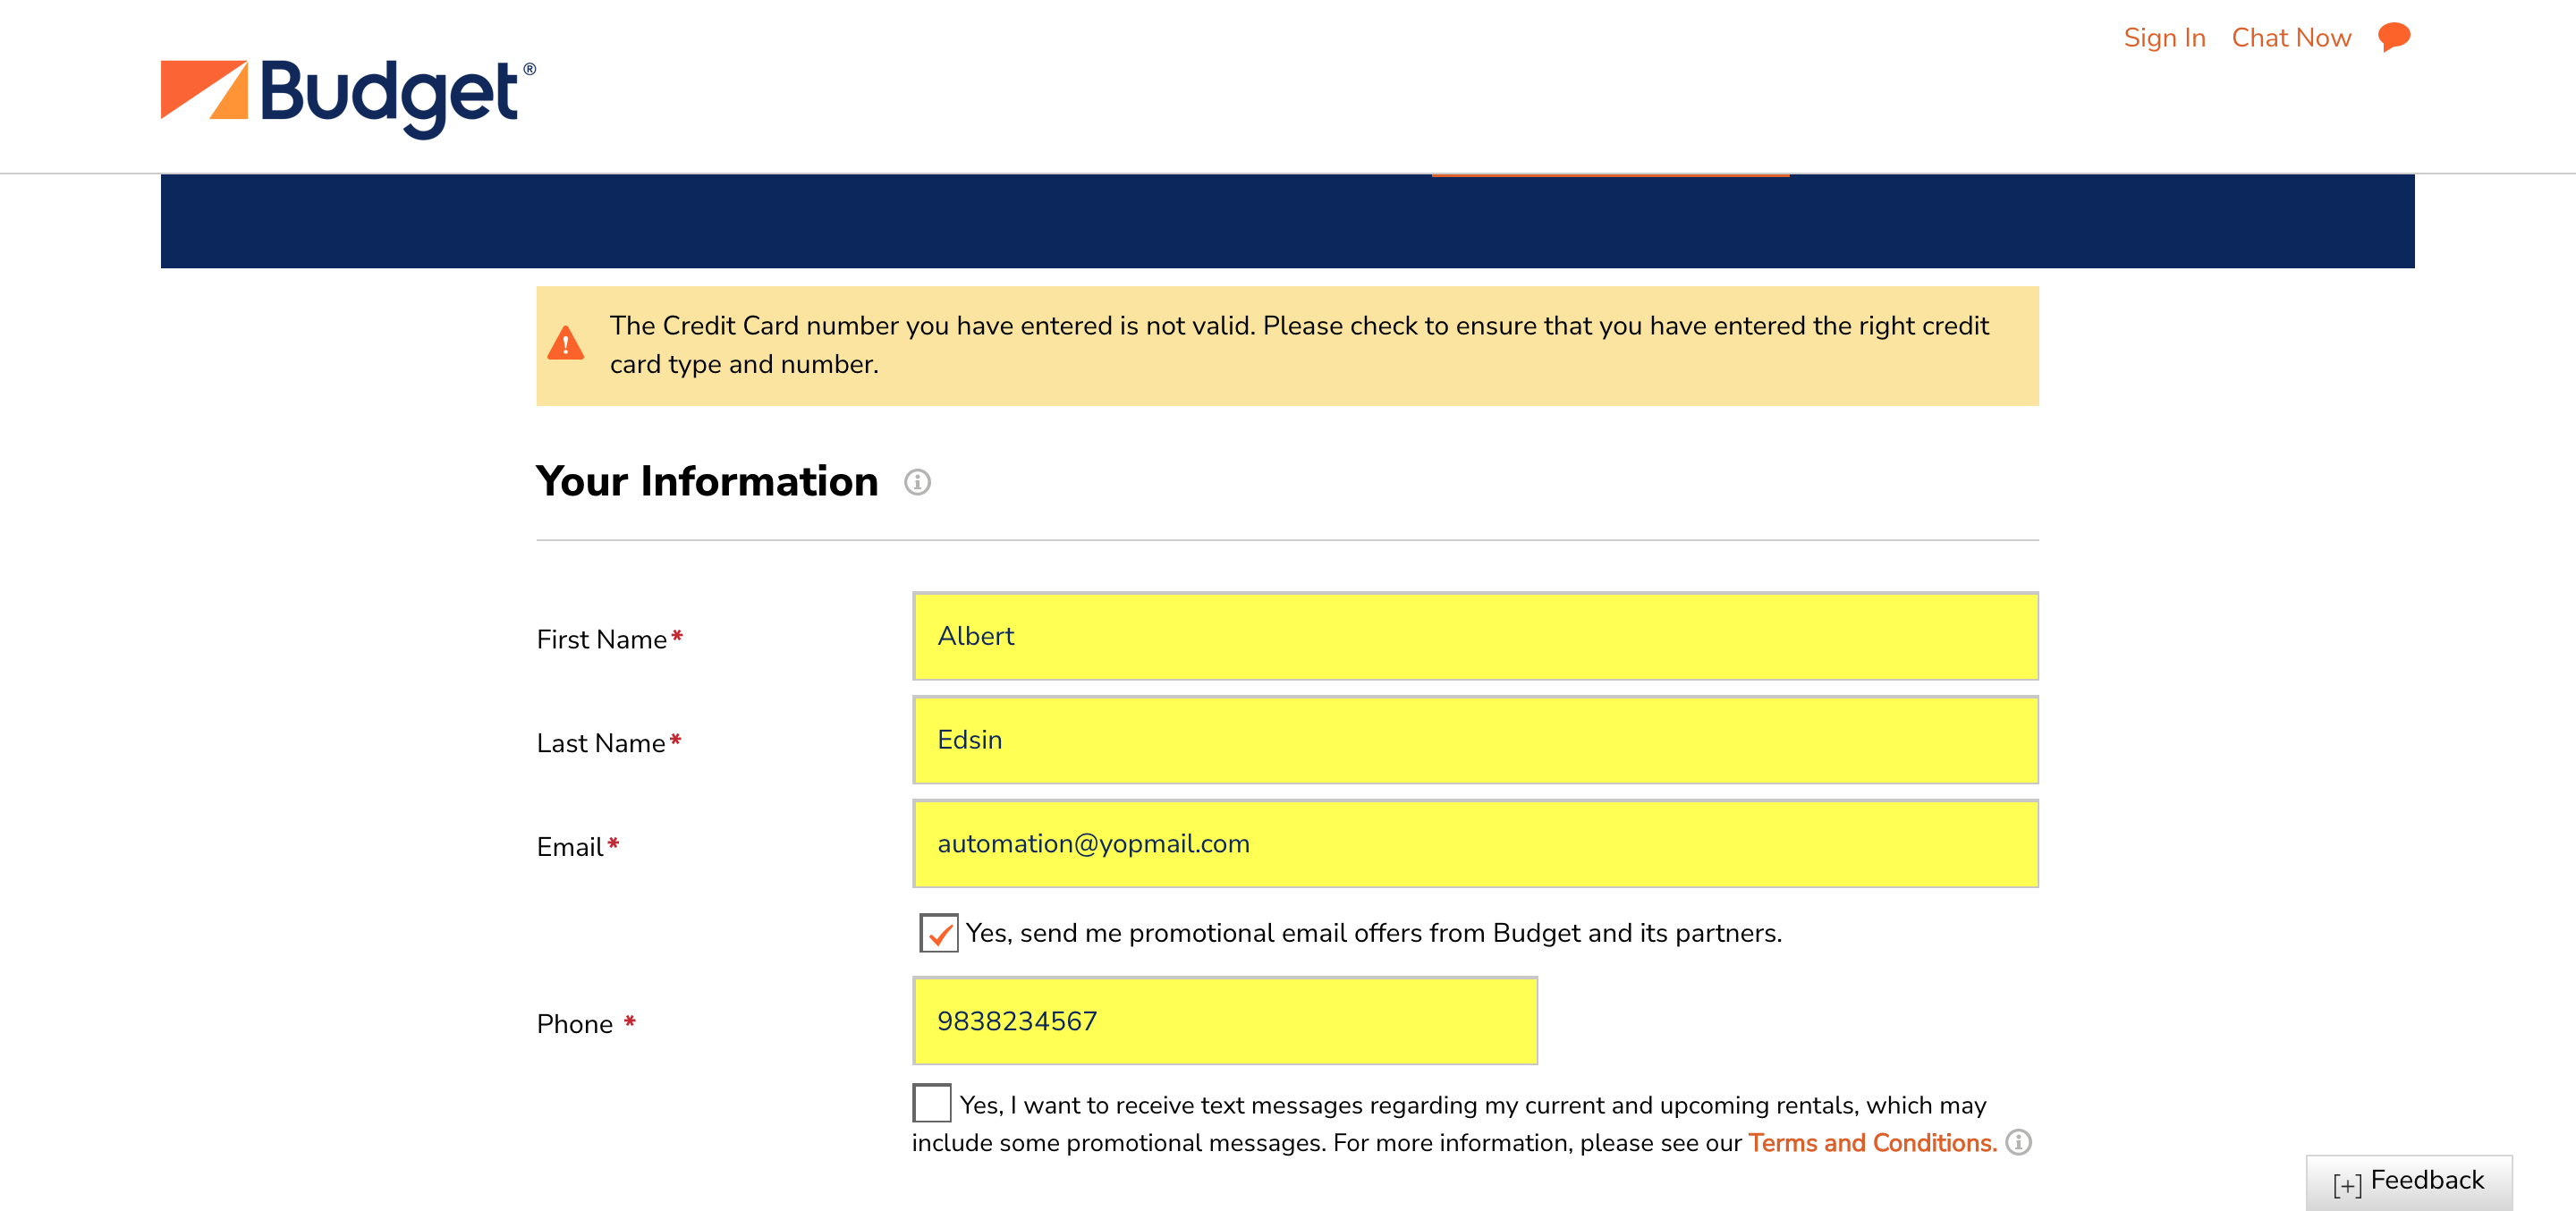 Sign In Chat Now
Budget®
The Credit Card number you have entered is not valid. Please check to ensure that you have entered the right credit
card type and number.
Your Information
First Name*
Albert
Last Name*
Edsin
Email*
automation@yopmail.com
Yes, send me promotional email offers from Budget and its partners.
Phone *
9838234567
Yes, I want to receive text messages regarding my current and upcoming rentals, which may
include some promotional messages. For more information, please see our Terms and Conditions.
[+] Feedback